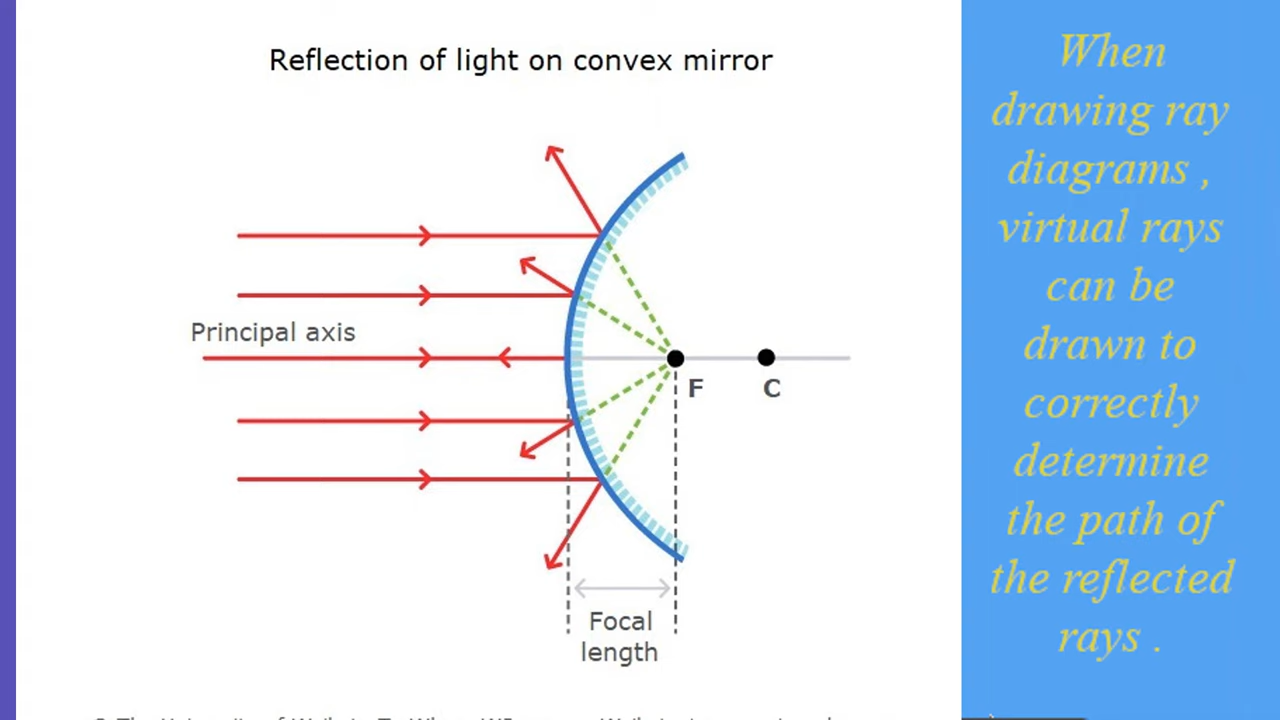 Reflection of light on convex mirror
Principal axis
F
C
Focal
length
When
drawing ray
diagrams ,
virtual rays
can be
drawn to
correctly
determine
the path of
the reflected
rays .